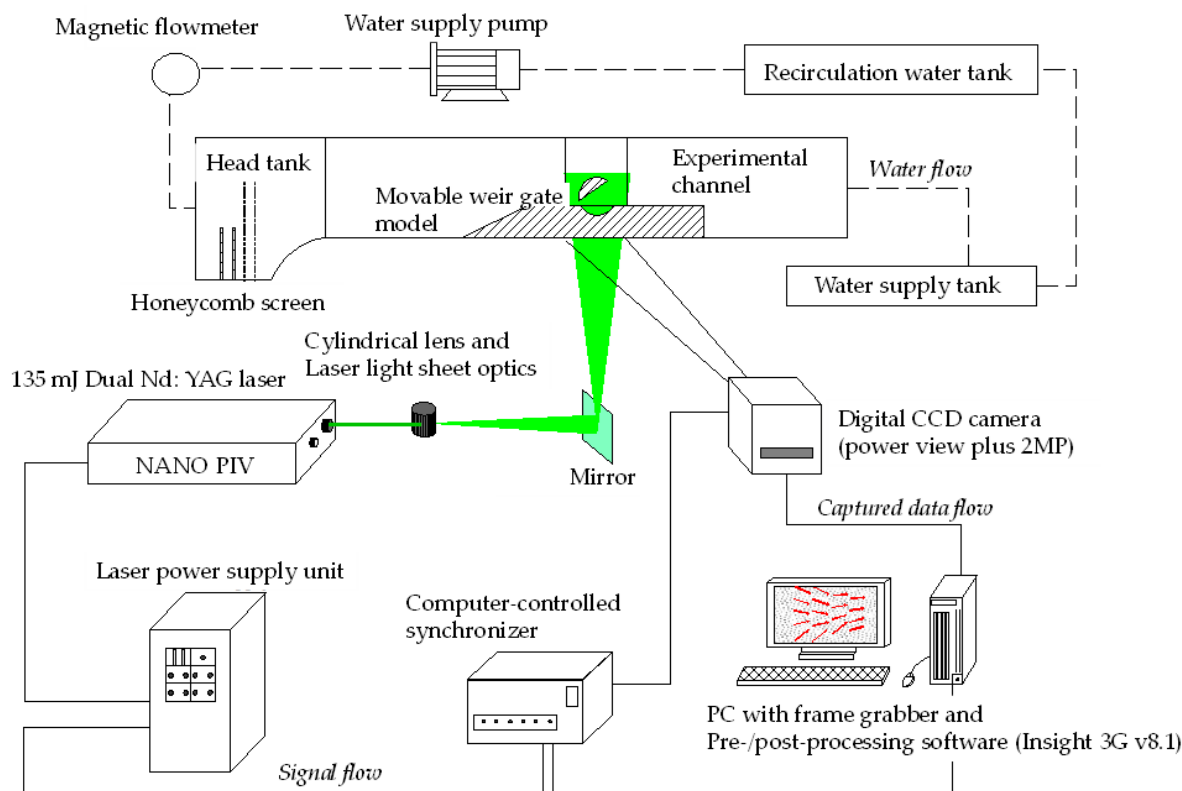 Magnetic flowmeter
Water supply pump
Recirculation water tank
Head tank
Experimental
channel
Water flow
Movable weir gate
model
Honeycomb screen
Water supply tank
Cylindrical lens and
Laser light sheet optics
135 mJ Dual Nd: YAG laser
NANO PIV
Mirror
Digital CCD camera
(power view plus 2MP)
Captured data flow
Laser power supply unit
Computer-controlled
synchronizer
PC with frame grabber and
Pre-/post-processing software (Insight 3G v8.1)
Signal flow